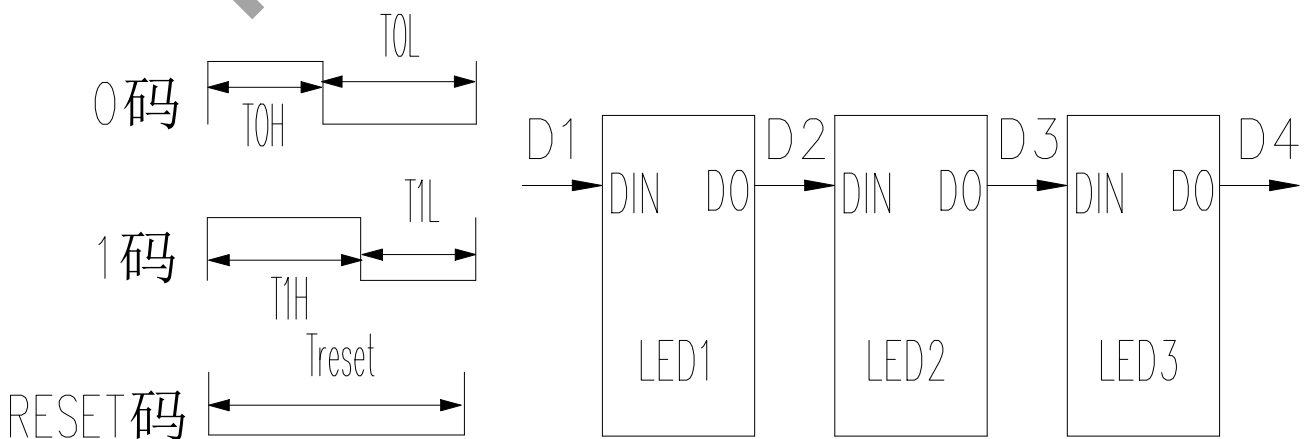 T0L
0码
T0H
T1L
1码
T1H
Treset
RESET码
D1
D2
D3
D4
DIN DO
DIN DO
DIN DO
LED1
LED2
LED3